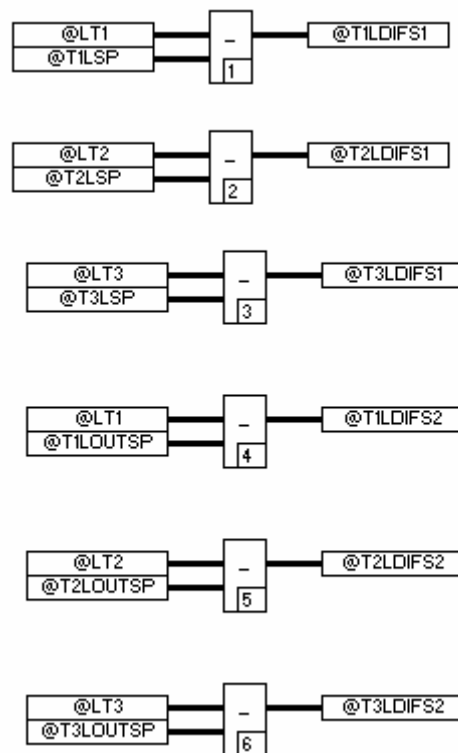 @LT1
@T1LSP
-
1
@T1LDIFS1
@LT2
@T2LSP
-
2
@T2LDIFS1
@LT3
@T3LSP
-
3
@T3LDIFS1
@LT1
@T1LOUTSP
-
4
@T1LDIFS2
@LT2
@T2LOUTSP
-
5
@T2LDIFS2
@LT3
@T3LOUTSP
-
6
@T3LDIFS2